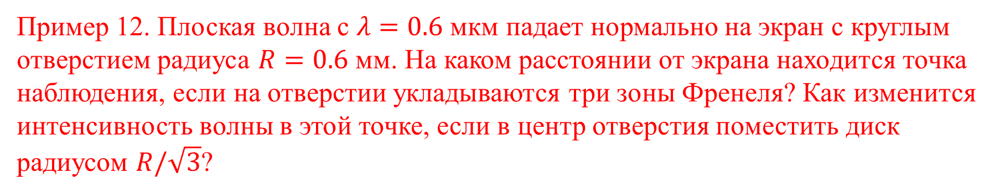 Пример 12. Плоская волна с λ = 0.6 мкм падает нормально на экран с круглым
отверстием радиуса R = 0.6 мм. На каком расстоянии от экрана находится точка
наблюдения, если на отверстии укладываются три зоны Френеля? Как изменится
интенсивность волны в этой точке, если в центр отверстия поместить диск
радиусом R/√3?